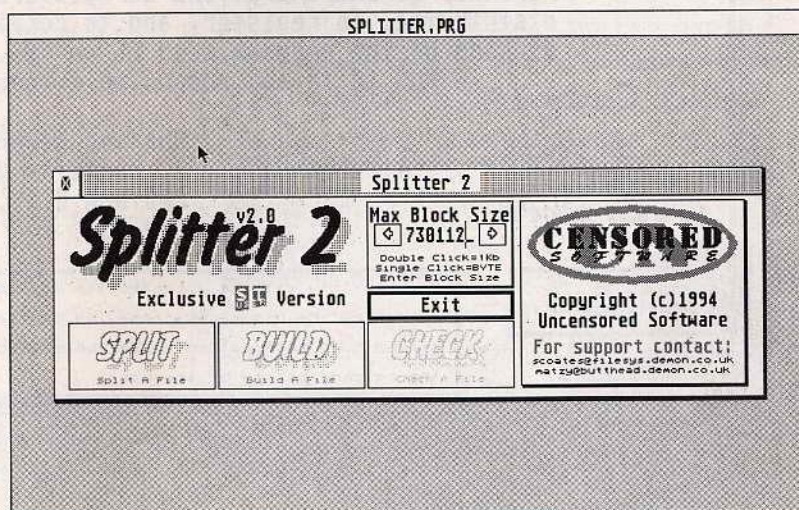 SPLITTER.PRG
Splitter 2
Splitter 2
v2.0
Exclusive ST Version
Max Block Size
730112_
Double Click=1Kb
Single Click=BYTE
Enter Block Size
Exit
SPLIT
Split A File
BUILD
Build A File
CHECK
Check A File
UN
CENSORED
SOFTWARE
Copyright (c)1994
Uncensored Software
For support contact:
scoates@filesys.demon.co.uk
matzy@butthead.demon.co.uk